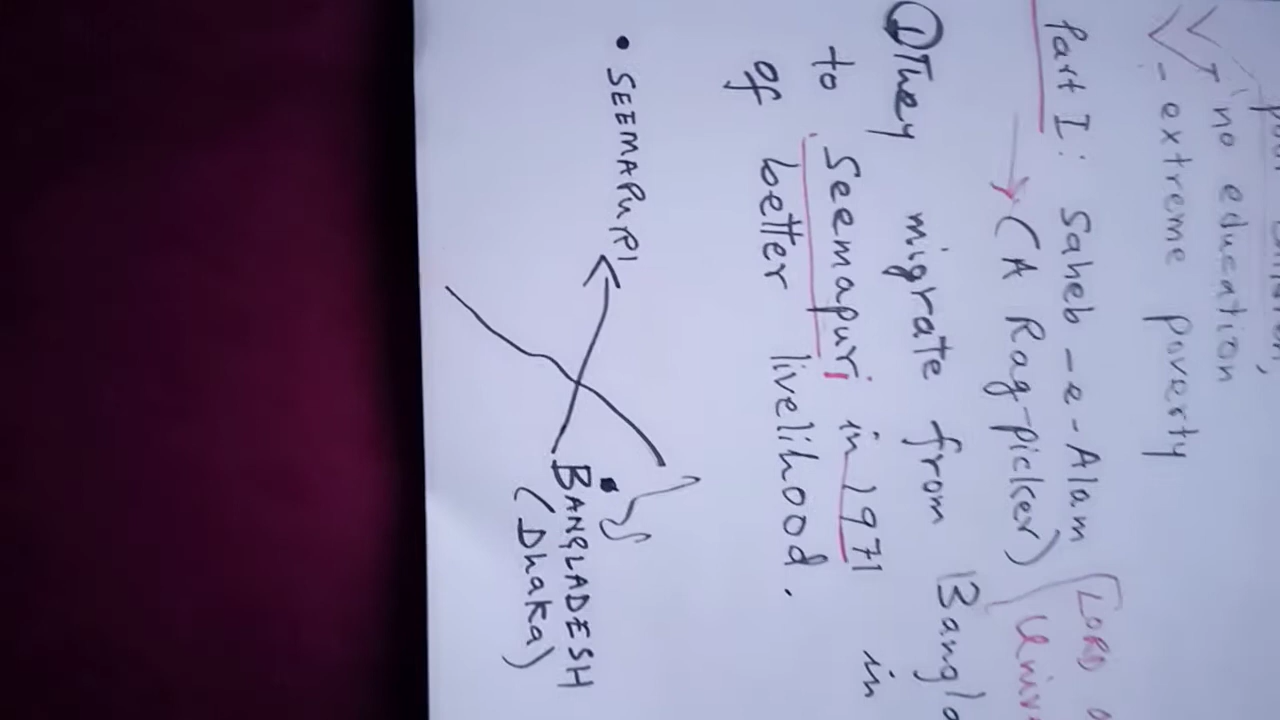 "no education
- extreme poverty
Part I: Saheb-e-Alam [LORD
(A Rag-picker)
① They migrate from
to Seemapuri in 1971 in
of better livelihood.
• SEEMAPURI
BANGLADESH
(Dhaka)